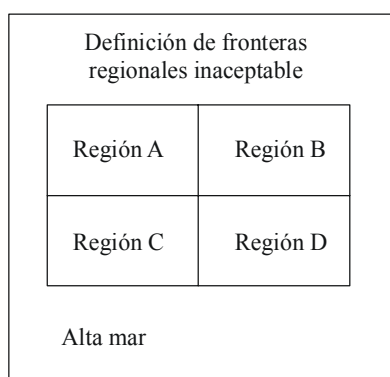 Definición de fronteras
regionales inaceptable
Región A
Región B
Región C
Región D
Alta mar